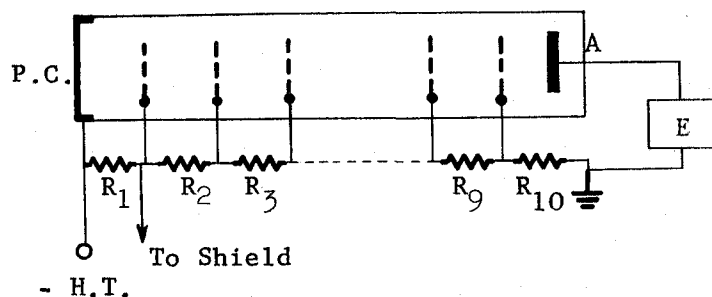 A
P.C.
E
R1 R2 R3 R9 R10
To Shield
- H.T.